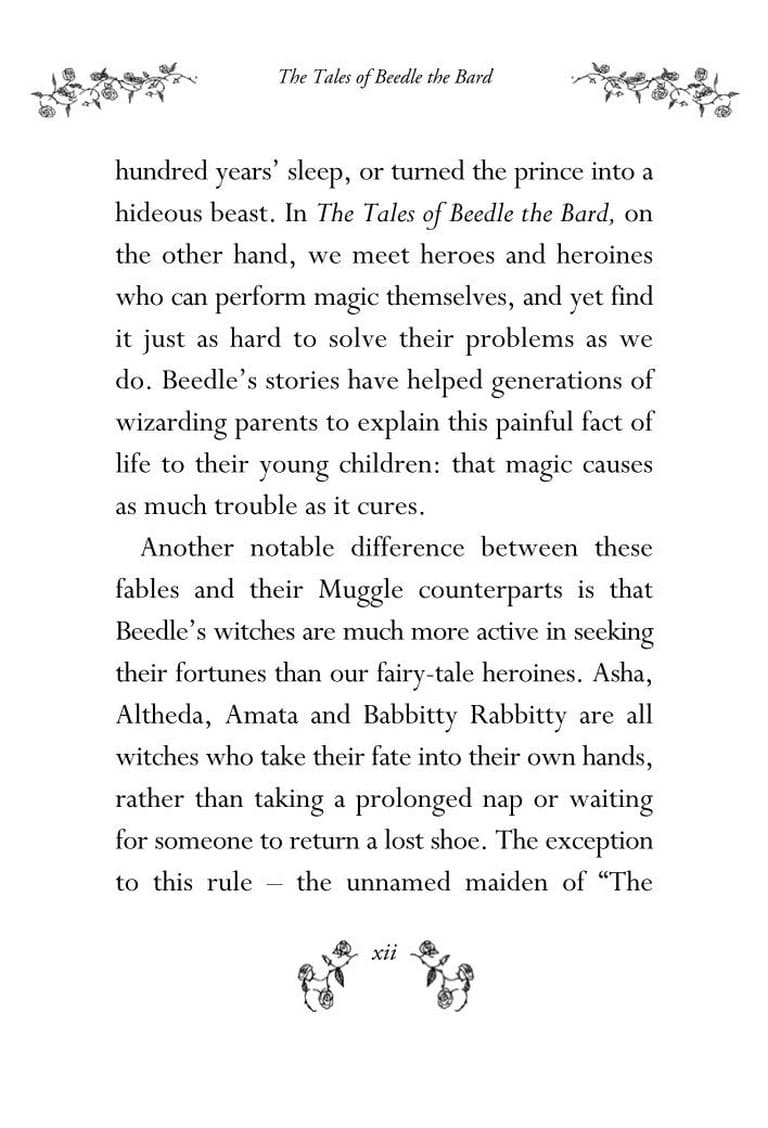 The Tales of Beedle the Bard
hundred years’ sleep, or turned the prince into a
hideous beast. In The Tales of Beedle the Bard, on
the other hand, we meet heroes and heroines
who can perform magic themselves, and yet find
it just as hard to solve their problems as we
do. Beedle’s stories have helped generations of
wizarding parents to explain this painful fact of
life to their young children: that magic causes
as much trouble as it cures.
Another notable difference between these
fables and their Muggle counterparts is that
Beedle’s witches are much more active in seeking
their fortunes than our fairy-tale heroines. Asha,
Altheda, Amata and Babbitty Rabbitty are all
witches who take their fate into their own hands,
rather than taking a prolonged nap or waiting
for someone to return a lost shoe. The exception
to this rule – the unnamed maiden of “The
xii